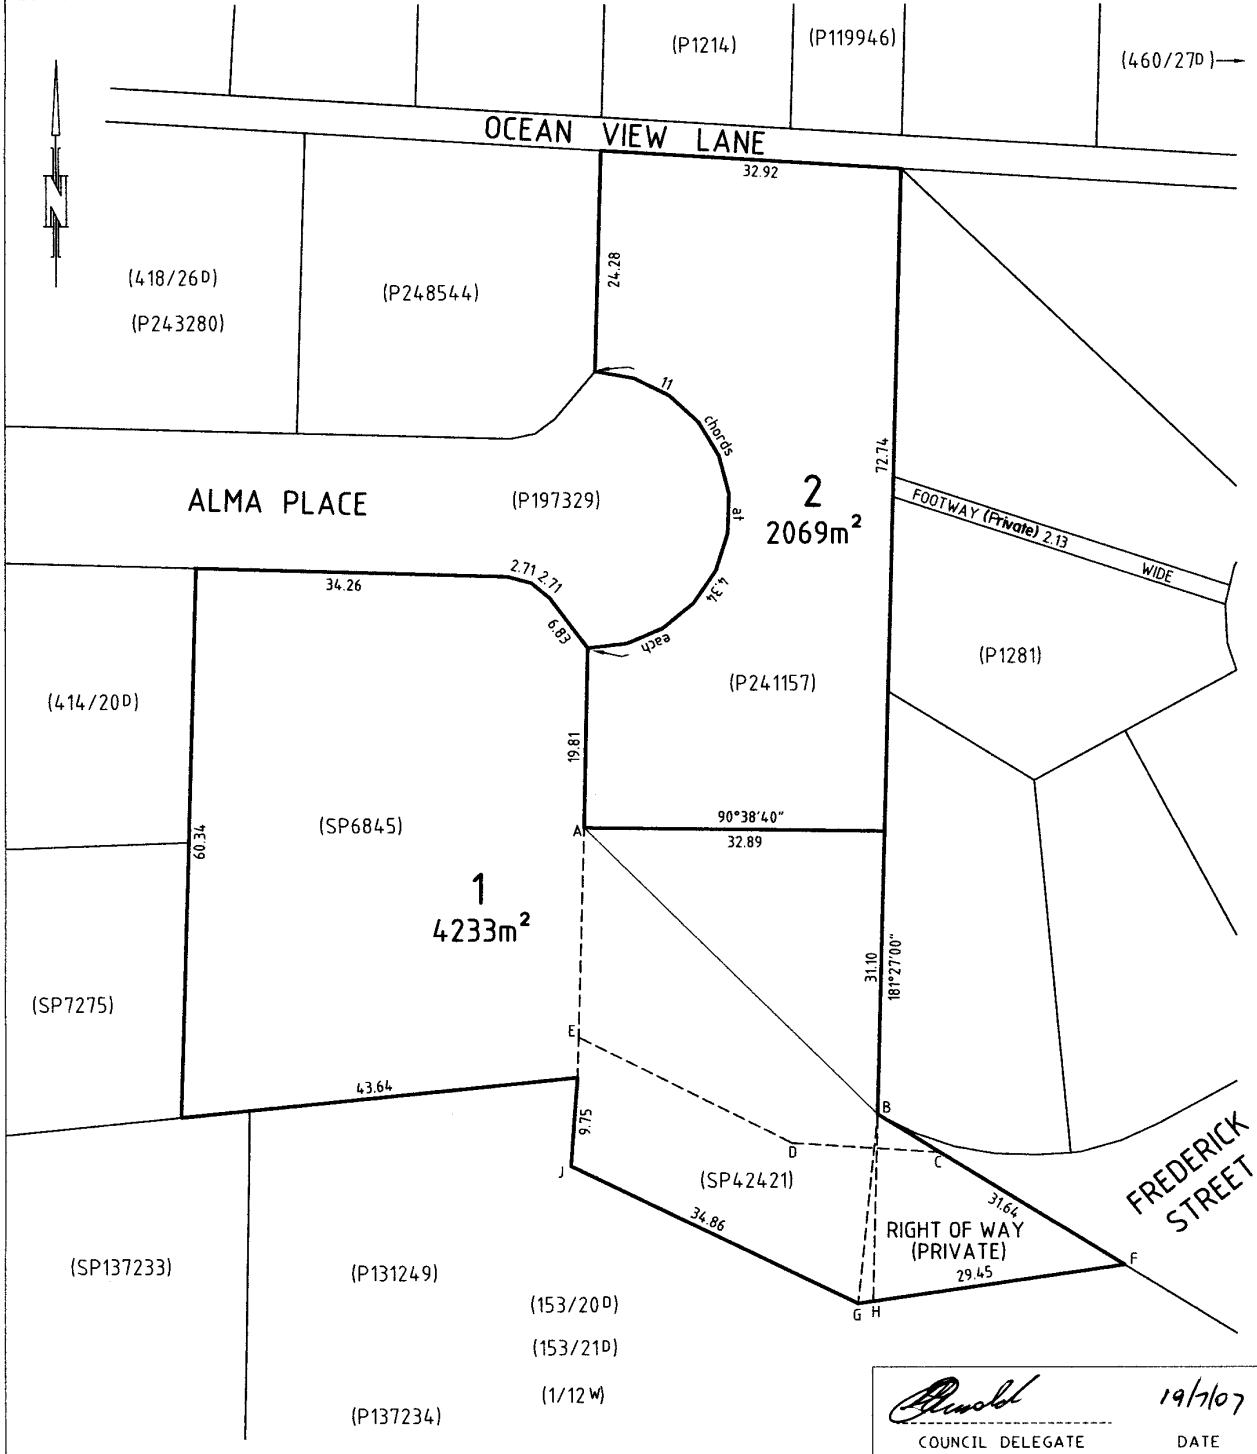 (P1214)
(P119946)
(460/27D)
OCEAN VIEW LANE
32.92
N
24.28
(418/26D)
(P243280)
(P248544)
11
chords
at
4.34
each
72.74
ALMA PLACE
(P197329)
2
2069m²
FOOTWAY (Private) 2.13
WIDE
34.26
2.71 2.71
6.83
(P1281)
(P241157)
(414/20D)
19.81
(SP6845)
60.34
A
90°38'40"
32.89
1
4233m²
31.10
181°27'00"
(SP7275)
E
43.64
9.75
B
D
C
J
(SP42421)
34.86
31.64
FREDERICK
STREET
RIGHT OF WAY
(PRIVATE)
29.45
F
G
H
(SP137233)
(P131249)
(153/20D)
(153/21D)
(1/12 W)
(P137234)
19/7/07
COUNCIL DELEGATE
DATE